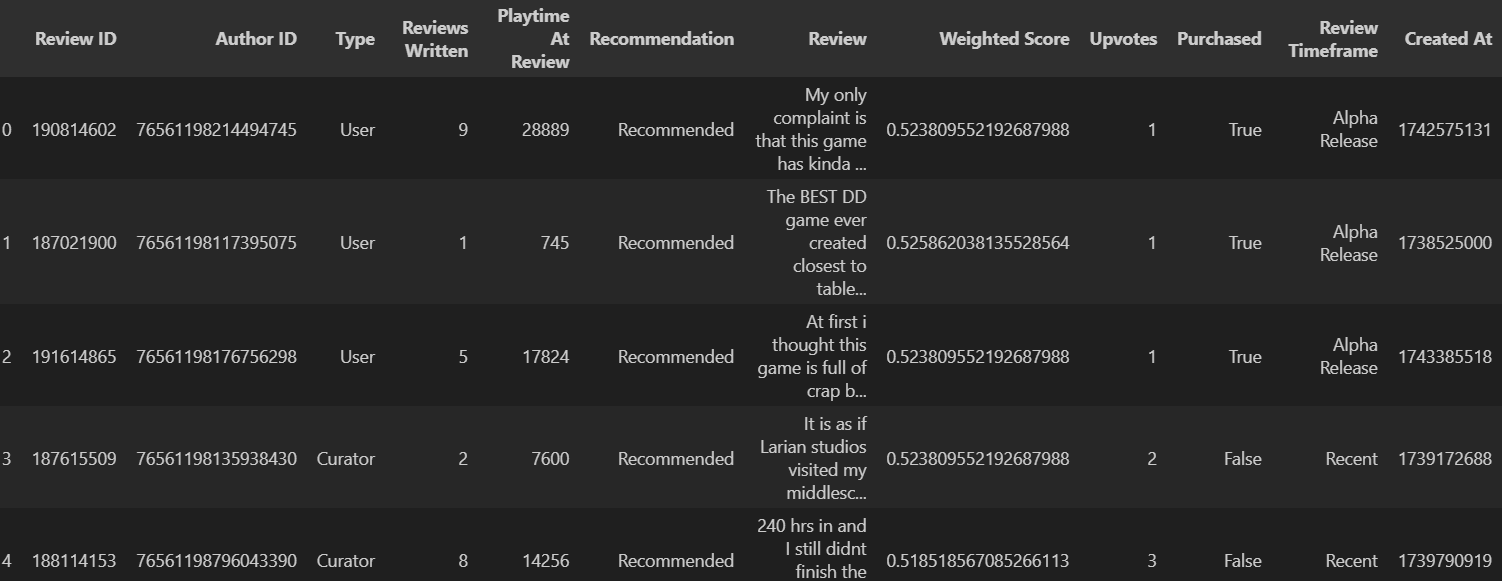 Review ID Author ID Type Reviews Written Playtime At Review Recommendation Review Weighted Score Upvotes Purchased Review Timeframe Created At
0 190814602 76561198214494745 User 9 28889 Recommended My only complaint is that this game has kinda ... 0.523809552192687988 1 True Alpha Release 1742575131
1 187021900 76561198117395075 User 1 745 Recommended The BEST DD game ever created closest to table... 0.525862038135528564 1 True Alpha Release 1738525000
2 191614865 76561198176756298 User 5 17824 Recommended At first i thought this game is full of crap b... 0.523809552192687988 1 True Alpha Release 1743385518
3 187615509 76561198135938430 Curator 2 7600 Recommended It is as if Larian studios visited my middlesc... 0.523809552192687988 2 False Recent 1739172688
4 188114153 76561198796043390 Curator 8 14256 Recommended 240 hrs in and I still didnt finish the 0.518518567085266113 3 False Recent 1739790919